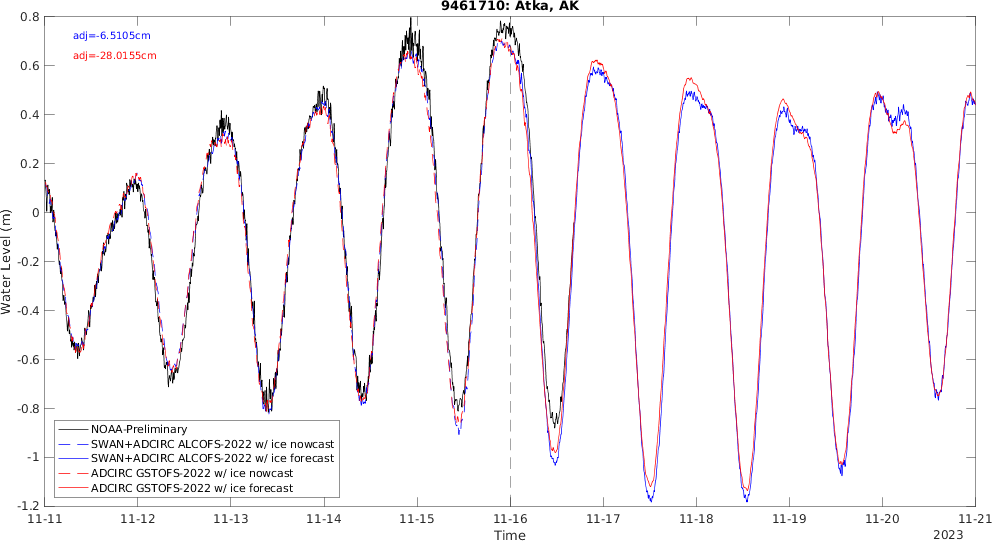 9461710: Atka, AK
adj=-6.5105cm
adj=-28.0155cm
Water Level (m)
0.8
0.6
0.4
0.2
0
-0.2
-0.4
-0.6
-0.8
-1
-1.2
NOAA-Preliminary
SWAN+ADCIRC ALCOFS-2022 w/ ice nowcast
SWAN+ADCIRC ALCOFS-2022 w/ ice forecast
ADCIRC GSTOFS-2022 w/ ice nowcast
ADCIRC GSTOFS-2022 w/ ice forecast
11-11 11-12 11-13 11-14 11-15 11-16 11-17 11-18 11-19 11-20 11-21
Time
2023